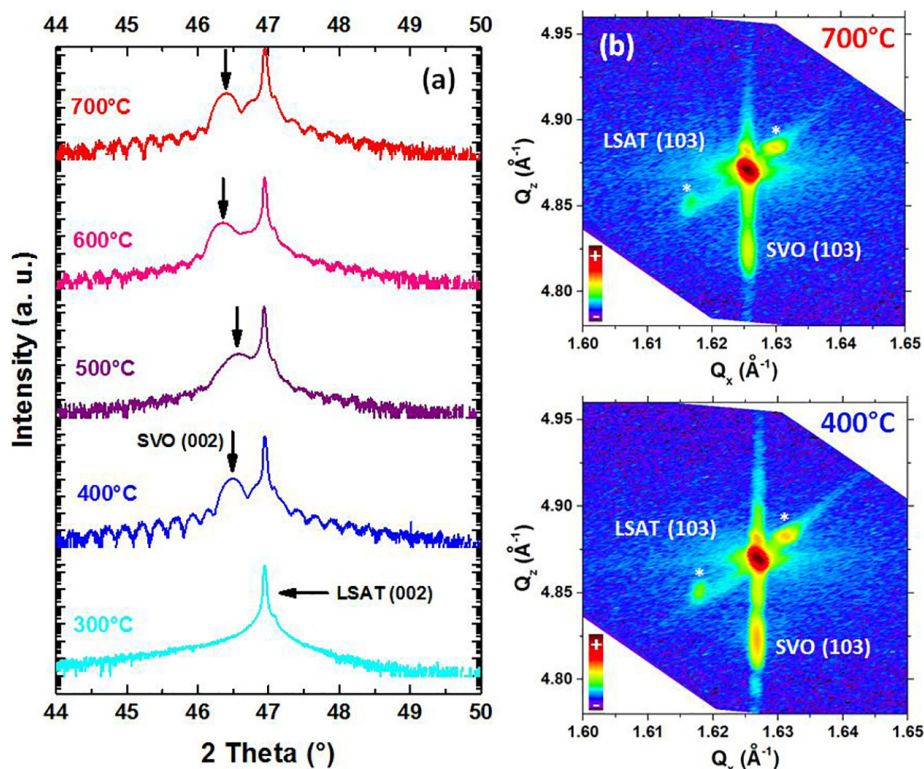 44 45 46 47 48 49 50
(a)
700°C
600°C
500°C
SVO (002)
400°C
LSAT (002)
300°C
44 45 46 47 48 49 50
2 Theta (°)
Intensity (a. u.)
(b)
700°C
4.95
4.90
4.85
4.80
Qz (Å-1)
LSAT (103)
*
*
SVO (103)
+
-
1.60 1.61 1.62 1.63 1.64 1.65
Qx (Å-1)
400°C
4.95
4.90
4.85
4.80
Qz (Å-1)
LSAT (103)
*
*
SVO (103)
+
-
1.60 1.61 1.62 1.63 1.64 1.65
Qx (Å-1)